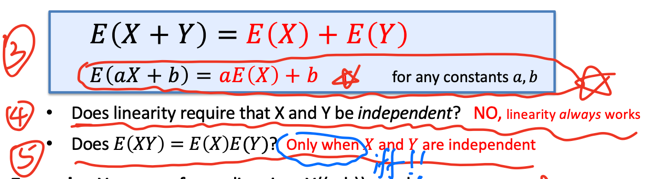 ③ E(X + Y) = E(X) + E(Y)
E(aX + b) = aE(X) + b for any constants a, b
④ • Does linearity require that X and Y be independent? NO, linearity always works
⑤ • Does E(XY) = E(X)E(Y)? Only when X and Y are independent
iff!!